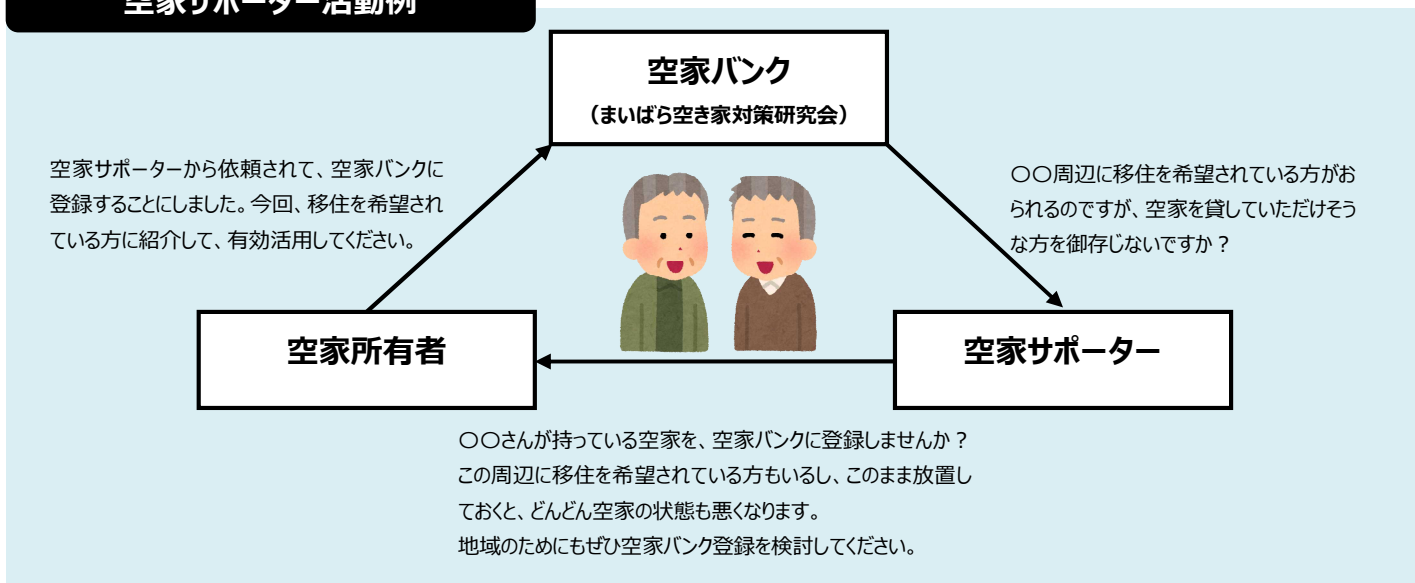 空家サポーター活動例
空家バンク
（まいばら空き家対策研究会）
空家サポーターから依頼されて、空家バンクに
登録することにしました。今回、移住を希望され
ている方に紹介して、有効活用してください。
〇〇周辺に移住を希望されている方がお
られるのですが、空家を貸していただけそう
な方を御存じないですか？
空家所有者
空家サポーター
〇〇さんが持っている空家を、空家バンクに登録しませんか？
この周辺に移住を希望されている方もいるし、このまま放置し
ておくと、どんどん空家の状態も悪くなります。
地域のためにもぜひ空家バンク登録を検討してください。